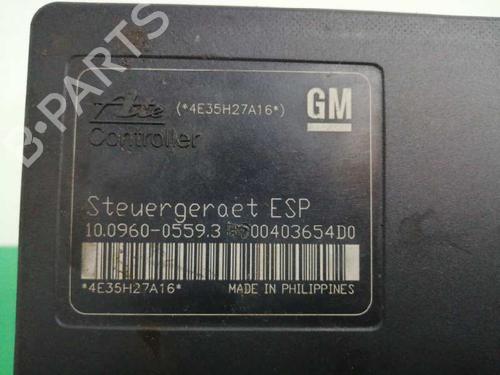 Ate (*4E35H27A16*)
GM
Controller
Steuergeraet ESP
10.0960-0559.3 00403654D0
*4E35H27A16*
MADE IN PHILIPPINES
B-PARTS